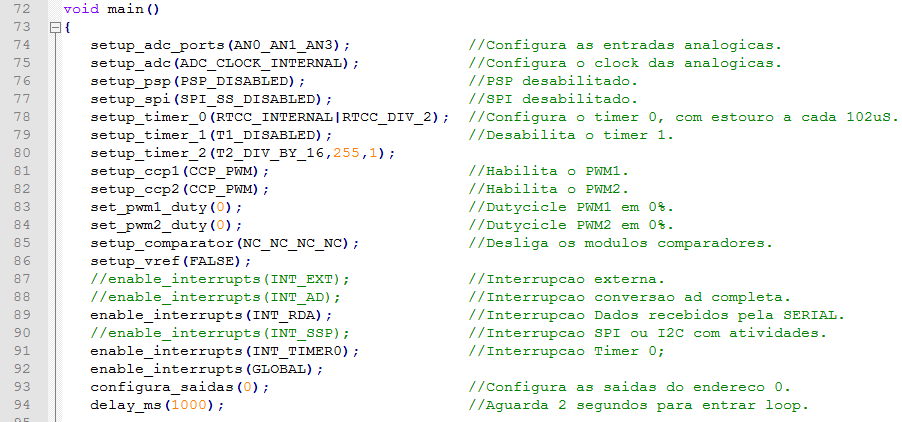 72 void main()
73 {
74 setup_adc_ports(AN0_AN1_AN3); //Configura as entradas analogicas.
75 setup_adc(ADC_CLOCK_INTERNAL); //Configura o clock das analogicas.
76 setup_psp(PSP_DISABLED); //PSP desabilitado.
77 setup_spi(SPI_SS_DISABLED); //SPI desabilitado.
78 setup_timer_0(RTCC_INTERNAL|RTCC_DIV_2); //Configura o timer 0, com estouro a cada 102uS.
79 setup_timer_1(T1_DISABLED); //Desabilita o timer 1.
80 setup_timer_2(T2_DIV_BY_16,255,1);
81 setup_ccp1(CCP_PWM); //Habilita o PWM1.
82 setup_ccp2(CCP_PWM); //Habilita o PWM2.
83 set_pwm1_duty(0); //Dutycicle PWM1 em 0%.
84 set_pwm2_duty(0); //Dutycicle PWM2 em 0%.
85 setup_comparator(NC_NC_NC_NC); //Desliga os modulos comparadores.
86 setup_vref(FALSE);
87 //enable_interrupts(INT_EXT); //Interrupcao externa.
88 //enable_interrupts(INT_AD); //Interrupcao conversao ad completa.
89 enable_interrupts(INT_RDA); //Interrupcao Dados recebidos pela SERIAL.
90 //enable_interrupts(INT_SSP); //Interrupcao SPI ou I2C com atividades.
91 enable_interrupts(INT_TIMER0); //Interrupcao Timer 0;
92 enable_interrupts(GLOBAL);
93 configura_saidas(0); //Configura as saidas do endereco 0.
94 delay_ms(1000); //Aguarda 2 segundos para entrar loop.